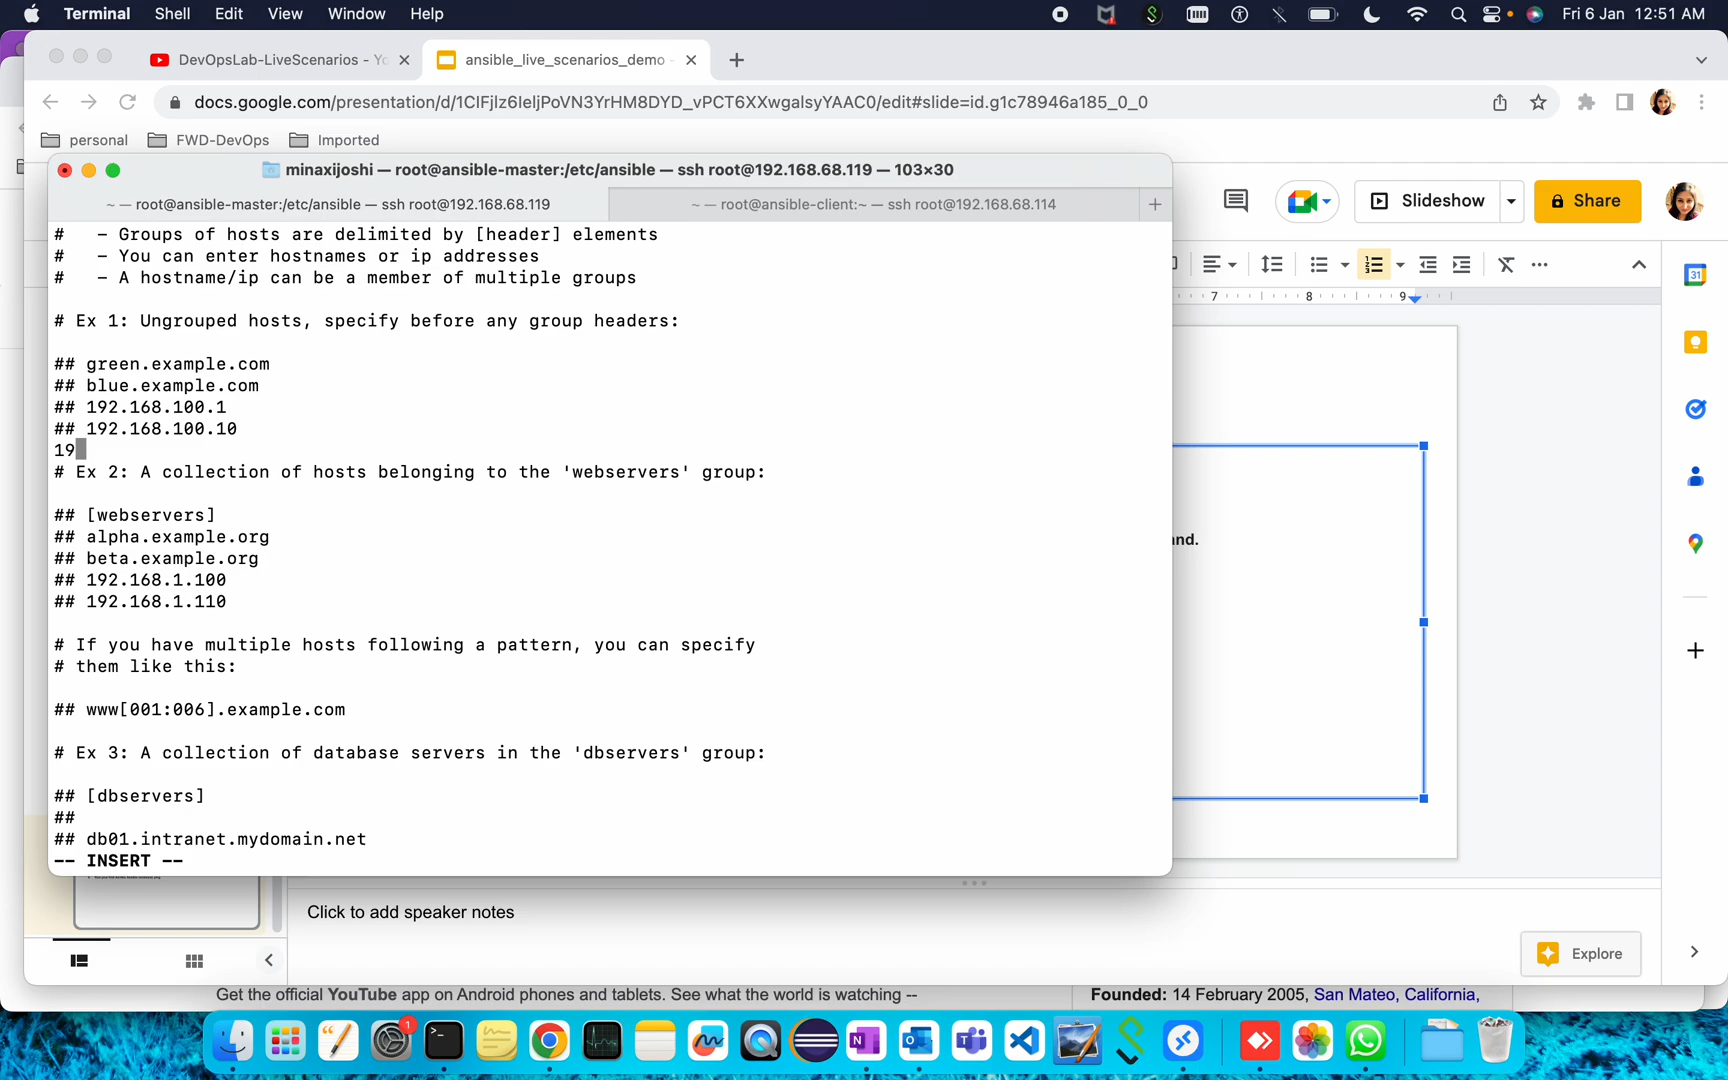 Terminal Shell Edit View Window Help Fri 6 Jan 12:51 AM
DevOpsLab-LiveScenarios - Yo ansible_live_scenarios_demo -
docs.google.com/presentation/d/1CIFjlz6IeljPoVN3YrHM8DYD_vPCT6XXwgalsyYAAC0/edit#slide=id.g1c78946a185_0_0
personal FWD-DevOps Imported
minaxijoshi — root@ansible-master:/etc/ansible — ssh root@192.168.68.119 — 103×30
~ — root@ansible-master:/etc/ansible — ssh root@192.168.68.119 ~ — root@ansible-client:~ — ssh root@192.168.68.114
Slideshow Share
#   - Groups of hosts are delimited by [header] elements
#   - You can enter hostnames or ip addresses
#   - A hostname/ip can be a member of multiple groups
7 8 9
31
# Ex 1: Ungrouped hosts, specify before any group headers:
## green.example.com
## blue.example.com
## 192.168.100.1
## 192.168.100.10
19
# Ex 2: A collection of hosts belonging to the 'webservers' group:
## [webservers]
## alpha.example.org
## beta.example.org
## 192.168.1.100
## 192.168.1.110
and.
# If you have multiple hosts following a pattern, you can specify
# them like this:
## www[001:006].example.com
# Ex 3: A collection of database servers in the 'dbservers' group:
## [dbservers]
##
## db01.intranet.mydomain.net
-- INSERT --
Click to add speaker notes
Explore
Get the official YouTube app on Android phones and tablets. See what the world is watching --
Founded: 14 February 2005, San Mateo, California,
1